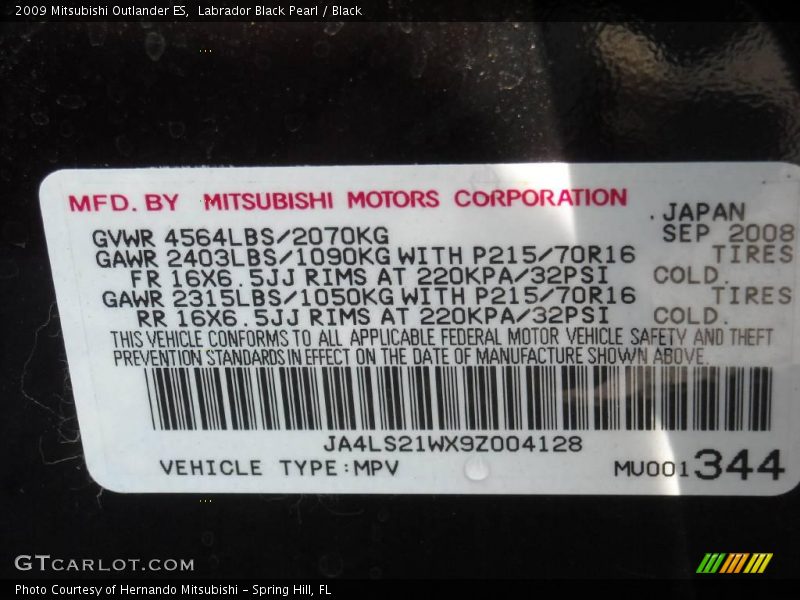 2009 Mitsubishi Outlander ES,  Labrador Black Pearl / Black
MFD. BY MITSUBISHI MOTORS CORPORATION
.JAPAN
GVWR 4564LBS/2070KG SEP 2008
GAWR 2403LBS/1090KG WITH P215/70R16 TIRES
FR 16X6.5JJ RIMS AT 220KPA/32PSI COLD.
GAWR 2315LBS/1050KG WITH P215/70R16 TIRES
RR 16X6.5JJ RIMS AT 220KPA/32PSI COLD.
THIS VEHICLE CONFORMS TO ALL APPLICABLE FEDERAL MOTOR VEHICLE SAFETY AND THEFT
PREVENTION STANDARDS IN EFFECT ON THE DATE OF MANUFACTURE SHOWN ABOVE.
JA4LS21WX9Z004128
VEHICLE TYPE:MPV MU001344
GTCARLOT.COM
Photo Courtesy of Hernando Mitsubishi - Spring Hill, FL